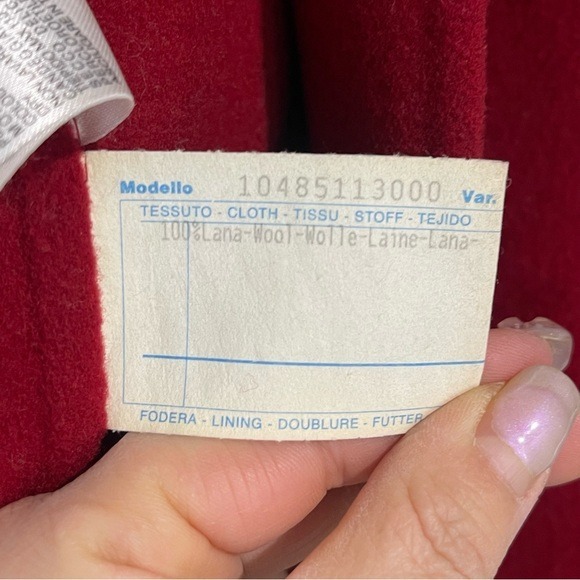 Modello 10485113000 Var.
TESSUTO - CLOTH - TISSU - STOFF - TEJIDO
100%Lana-Wool-Wolle-Laine-Lana-
FODERA - LINING - DOUBLURE - FUTTER